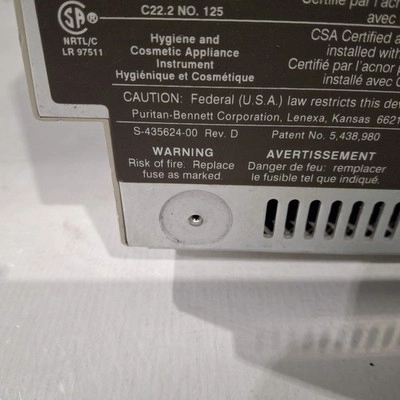 C22.2 NO. 125
Certifié par l'ac
avec
SA
®
NRTL/C
LR 97511
Hygiene and
Cosmetic Appliance
Instrument
Hygiénique et Cosmétique
CSA Certified a
installed with
Certifié par l'acnor p
installé avec C
CAUTION: Federal (U.S.A.) law restricts this dev
Puritan-Bennett Corporation, Lenexa, Kansas 6621
S-435624-00 Rev. D
Patent No. 5,438,980
WARNING
Risk of fire. Replace
fuse as marked.
AVERTISSEMENT
Danger de feu: remplacer
le fusible tel que indiqué.